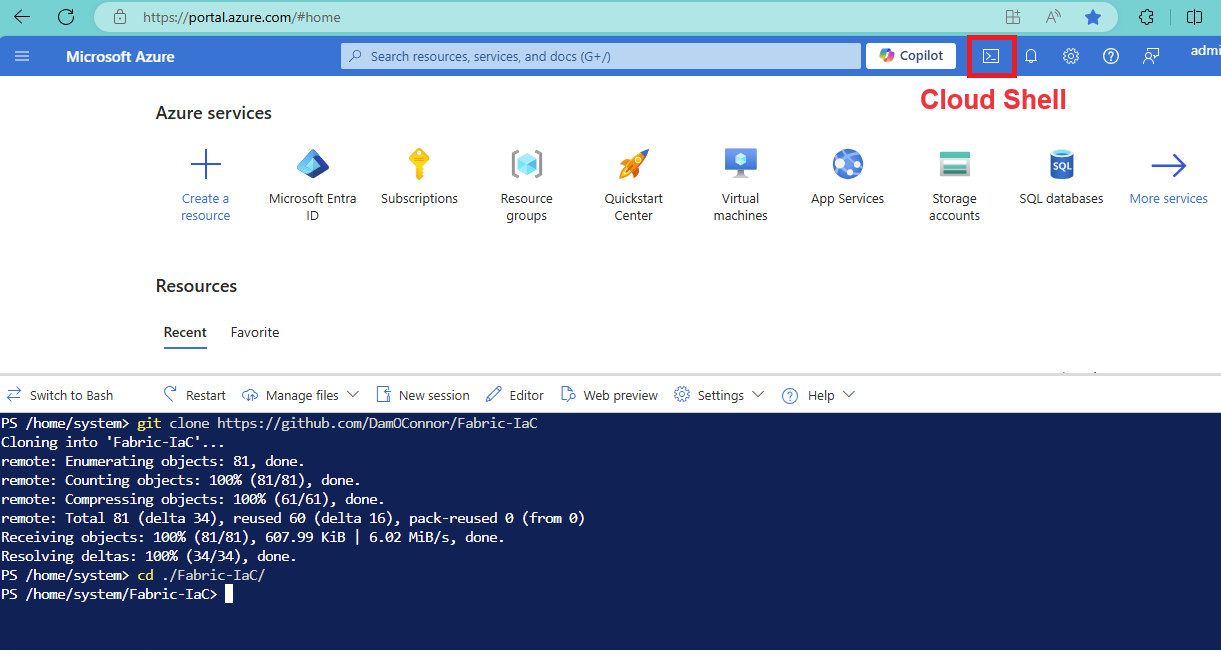 https://portal.azure.com/#home
Microsoft Azure
Search resources, services, and docs (G+/)
Copilot
admi
Cloud Shell
Azure services
Create a resource
Microsoft Entra ID
Subscriptions
Resource groups
Quickstart Center
Virtual machines
App Services
Storage accounts
SQL
SQL databases
More services
Resources
Recent
Favorite
Switch to Bash
Restart
Manage files
New session
Editor
Web preview
Settings
Help
PS /home/system> git clone https://github.com/DamOConnor/Fabric-IaC
Cloning into 'Fabric-IaC'...
remote: Enumerating objects: 81, done.
remote: Counting objects: 100% (81/81), done.
remote: Compressing objects: 100% (61/61), done.
remote: Total 81 (delta 34), reused 60 (delta 16), pack-reused 0 (from 0)
Receiving objects: 100% (81/81), 607.99 KiB | 6.02 MiB/s, done.
Resolving deltas: 100% (34/34), done.
PS /home/system> cd ./Fabric-IaC/
PS /home/system/Fabric-IaC>